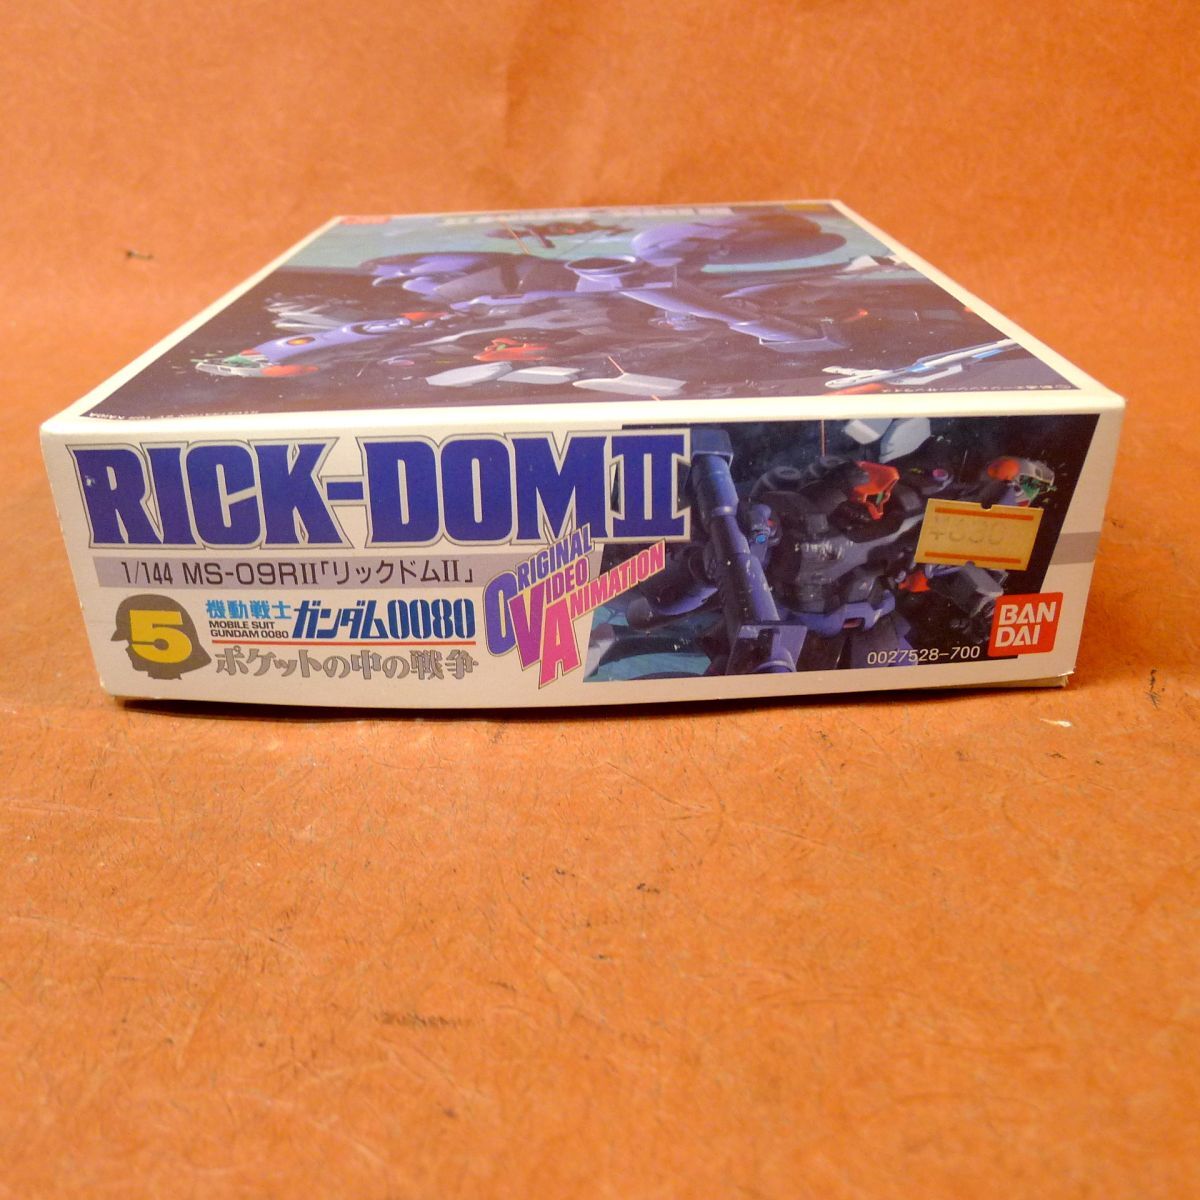 RICK-DOMⅡ
1/144 MS-09RⅡ「リックドムⅡ」
5
機動戦士
MOBILE SUIT
GUNDAM 0080
ガンダム0080
ポケットの中の戦争
ORIGINAL
VIDEO
ANIMATION
0027528-700
BAN
DAI